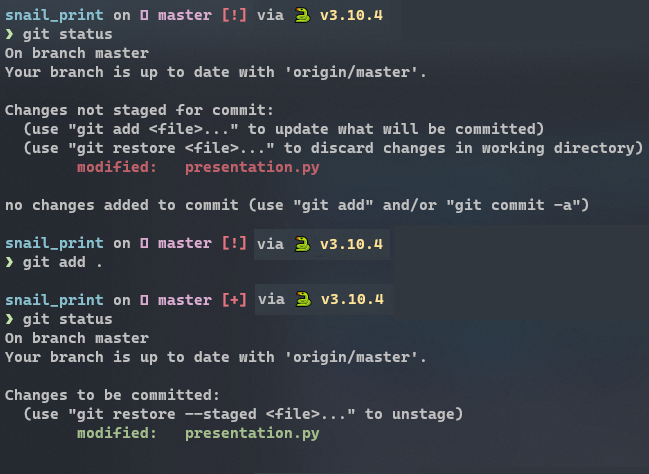 snail_print on master [!] via 🐍 v3.10.4
❯ git status
On branch master
Your branch is up to date with 'origin/master'.
Changes not staged for commit:
(use "git add <file>..." to update what will be committed)
(use "git restore <file>..." to discard changes in working directory)
modified: presentation.py
no changes added to commit (use "git add" and/or "git commit -a")
snail_print on master [!] via 🐍 v3.10.4
❯ git add .
snail_print on master [+] via 🐍 v3.10.4
❯ git status
On branch master
Your branch is up to date with 'origin/master'.
Changes to be committed:
(use "git restore --staged <file>..." to unstage)
modified: presentation.py